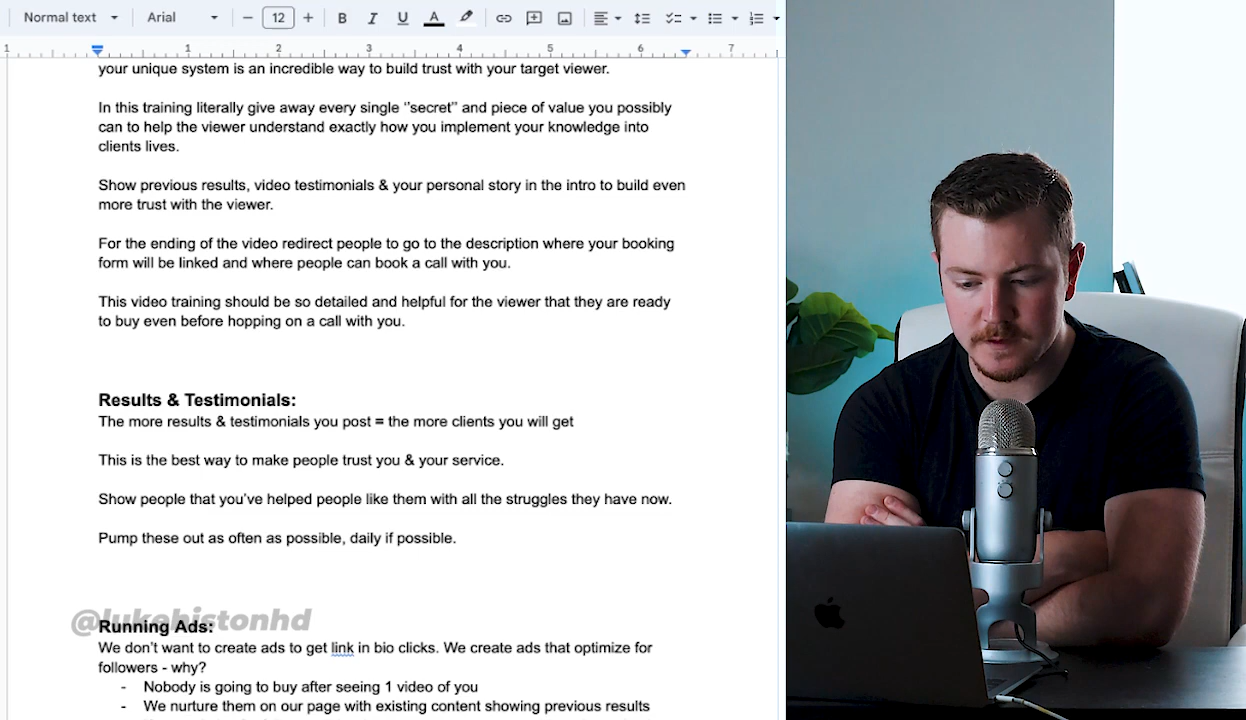 Normal text
Arial
12
B I U A
1 1 2 3 4 5 6 7
your unique system is an incredible way to build trust with your target viewer.
In this training literally give away every single "secret" and piece of value you possibly
can to help the viewer understand exactly how you implement your knowledge into
clients lives.
Show previous results, video testimonials & your personal story in the intro to build even
more trust with the viewer.
For the ending of the video redirect people to go to the description where your booking
form will be linked and where people can book a call with you.
This video training should be so detailed and helpful for the viewer that they are ready
to buy even before hopping on a call with you.
Results & Testimonials:
The more results & testimonials you post = the more clients you will get
This is the best way to make people trust you & your service.
Show people that you've helped people like them with all the struggles they have now.
Pump these out as often as possible, daily if possible.
@lukehistonhd
Running Ads:
We don't want to create ads to get link in bio clicks. We create ads that optimize for
followers - why?
- Nobody is going to buy after seeing 1 video of you
- We nurture them on our page with existing content showing previous results